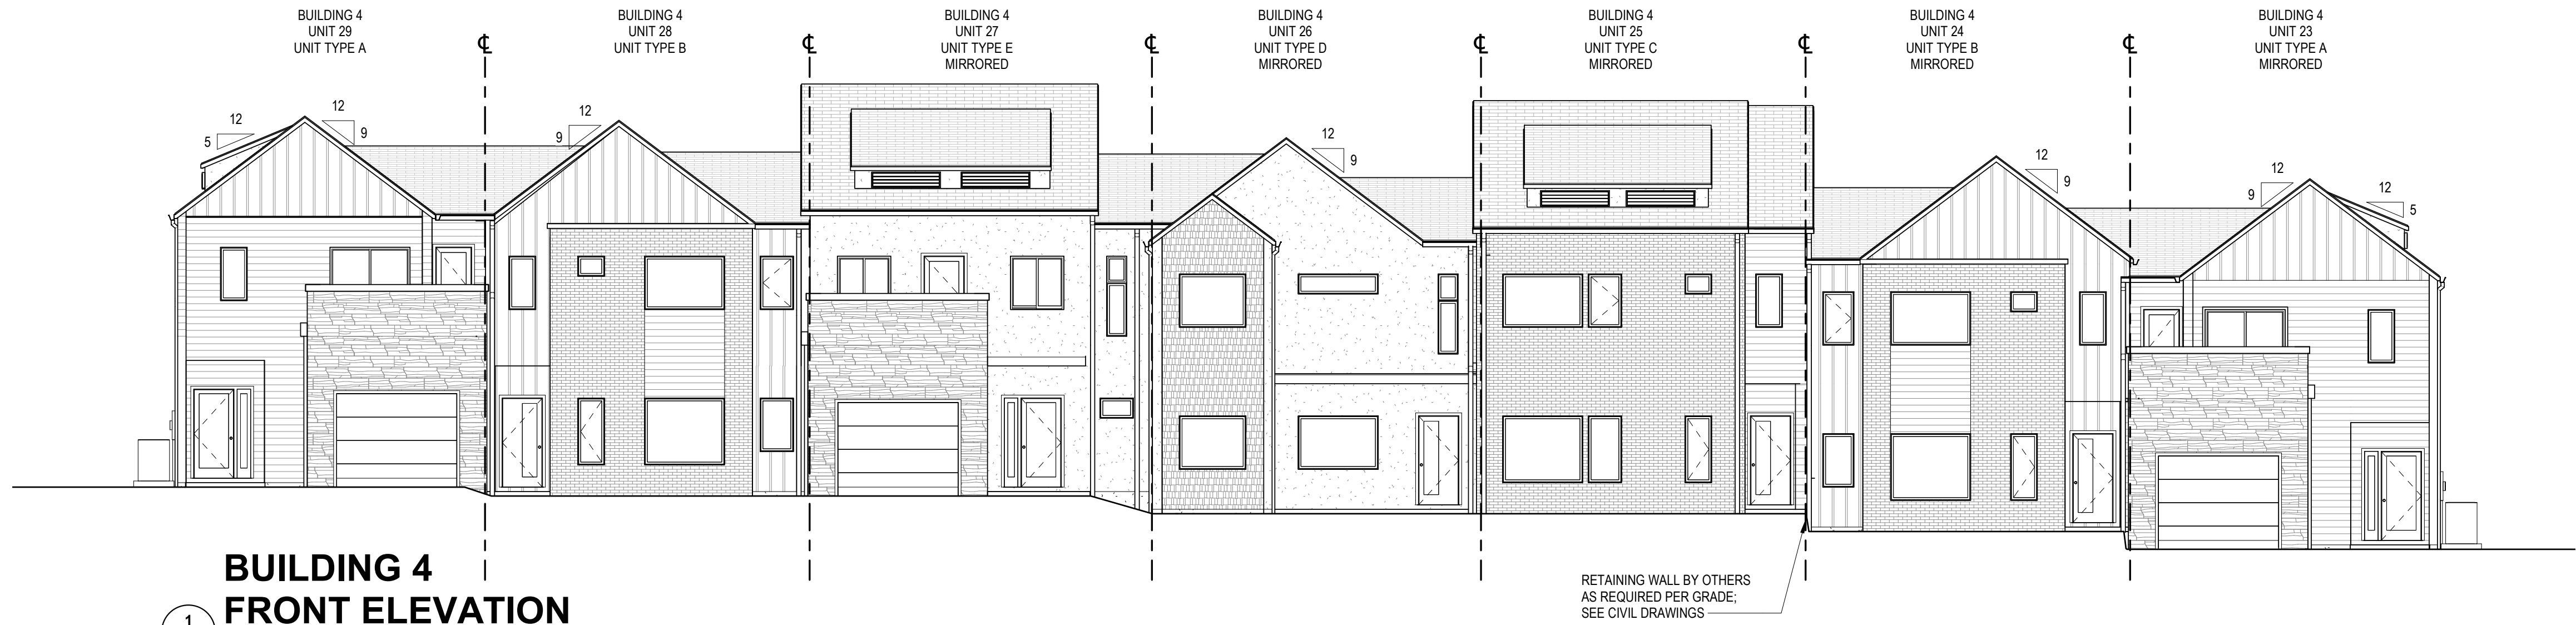 BUILDING 4
UNIT 29
UNIT TYPE A
BUILDING 4
UNIT 28
UNIT TYPE B
BUILDING 4
UNIT 27
UNIT TYPE E
MIRRORED
BUILDING 4
UNIT 26
UNIT TYPE D
MIRRORED
BUILDING 4
UNIT 25
UNIT TYPE C
MIRRORED
BUILDING 4
UNIT 24
UNIT TYPE B
MIRRORED
BUILDING 4
UNIT 23
UNIT TYPE A
MIRRORED
℄
℄
℄
℄
℄
℄
12
5
12
9
12
9
12
9
12
9
12
9
12
5
RETAINING WALL BY OTHERS
AS REQUIRED PER GRADE;
SEE CIVIL DRAWINGS
BUILDING 4
FRONT ELEVATION
1